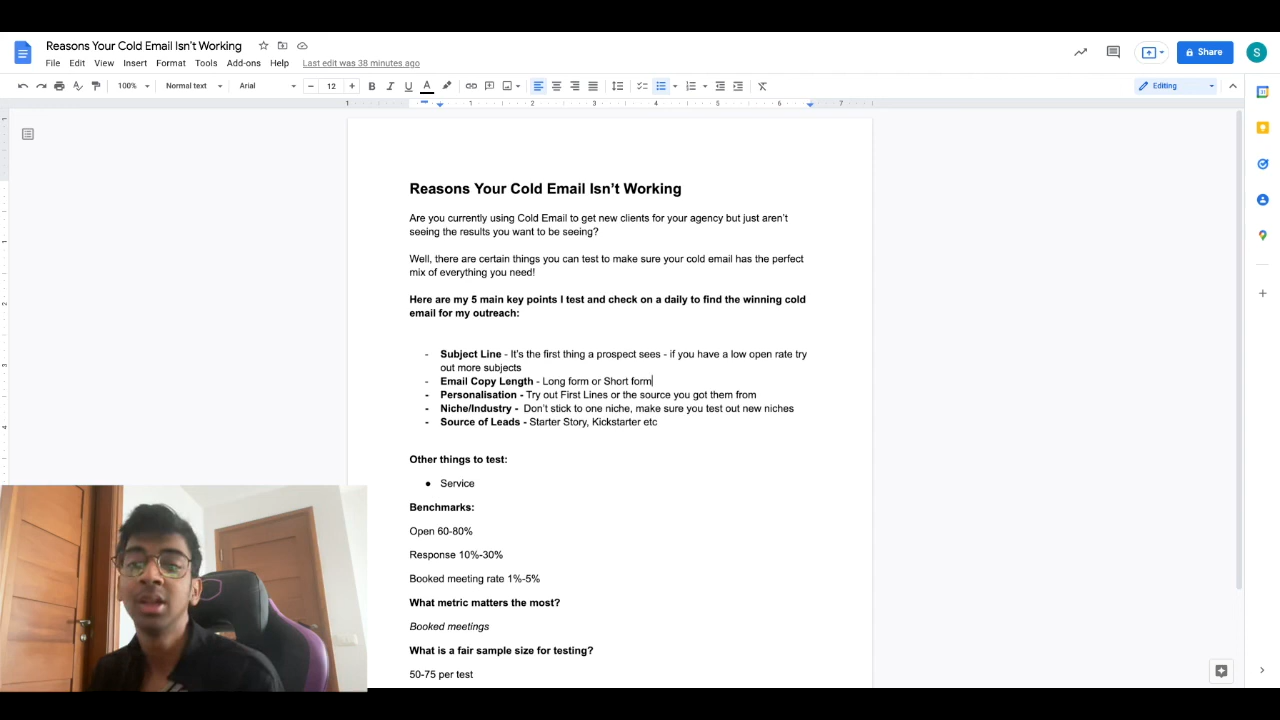 Reasons Your Cold Email Isn't Working
File Edit View Insert Format Tools Add-ons Help Last edit was 38 minutes ago
Share
S
100% Normal text Arial 12 Editing
1 1 2 3 4 5 6 7
Reasons Your Cold Email Isn't Working
Are you currently using Cold Email to get new clients for your agency but just aren't
seeing the results you want to be seeing?
Well, there are certain things you can test to make sure your cold email has the perfect
mix of everything you need!
Here are my 5 main key points I test and check on a daily to find the winning cold
email for my outreach:
- Subject Line - It's the first thing a prospect sees - if you have a low open rate try
out more subjects
- Email Copy Length - Long form or Short form
- Personalisation - Try out First Lines or the source you got them from
- Niche/Industry - Don't stick to one niche, make sure you test out new niches
- Source of Leads - Starter Story, Kickstarter etc
Other things to test:
● Service
Benchmarks:
Open 60-80%
Response 10%-30%
Booked meeting rate 1%-5%
What metric matters the most?
Booked meetings
What is a fair sample size for testing?
50-75 per test